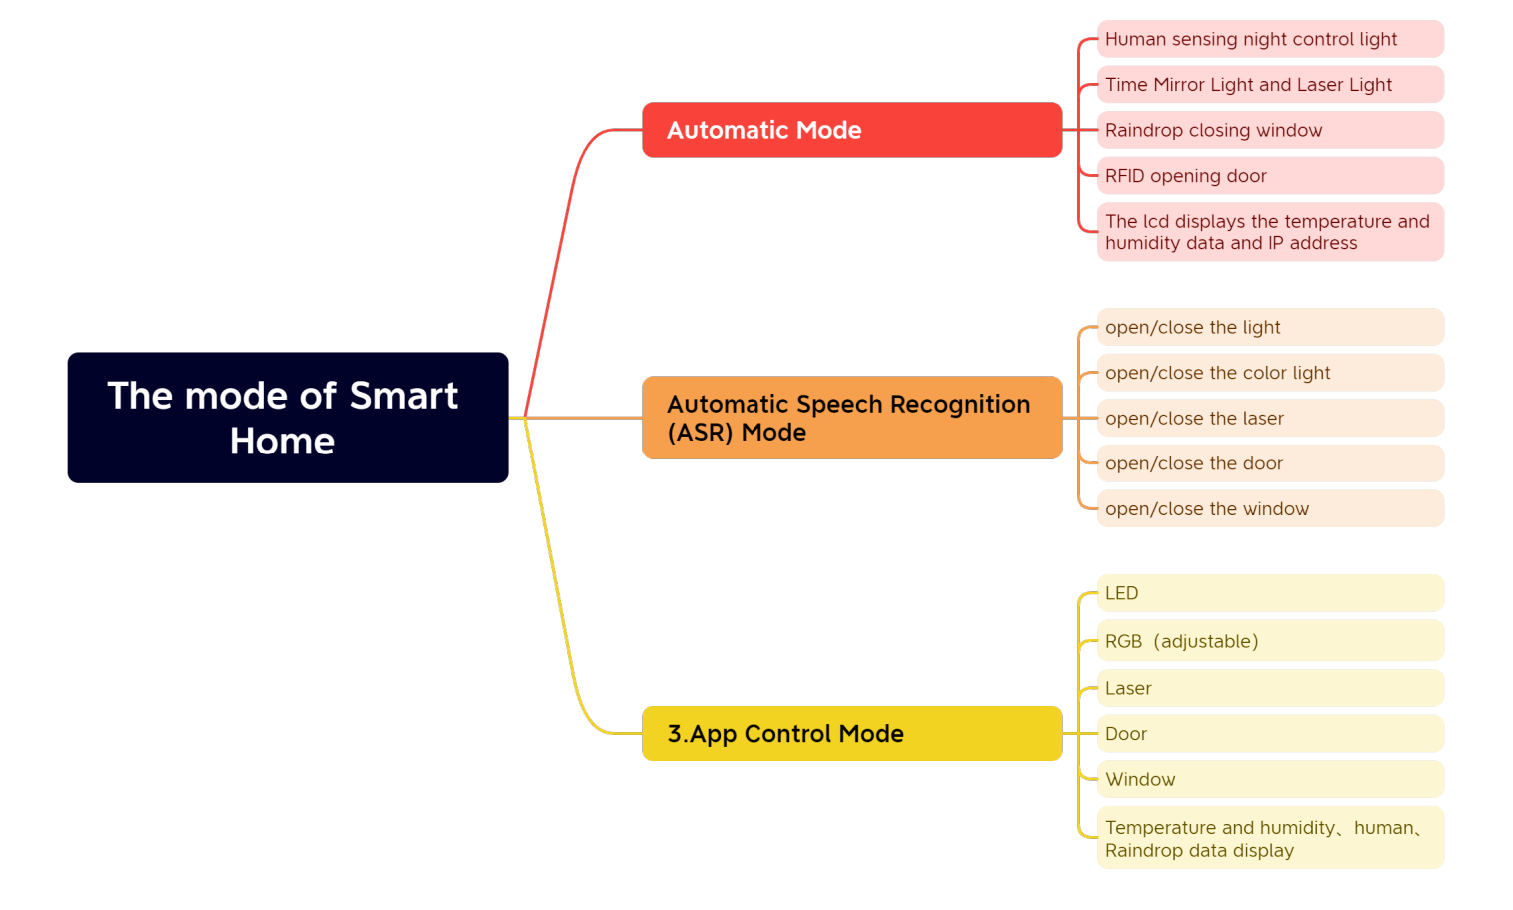 The mode of Smart
Home
Automatic Mode
Human sensing night control light
Time Mirror Light and Laser Light
Raindrop closing window
RFID opening door
The lcd displays the temperature and
humidity data and IP address
Automatic Speech Recognition
(ASR) Mode
open/close the light
open/close the color light
open/close the laser
open/close the door
open/close the window
3.App Control Mode
LED
RGB（adjustable）
Laser
Door
Window
Temperature and humidity、human、
Raindrop data display